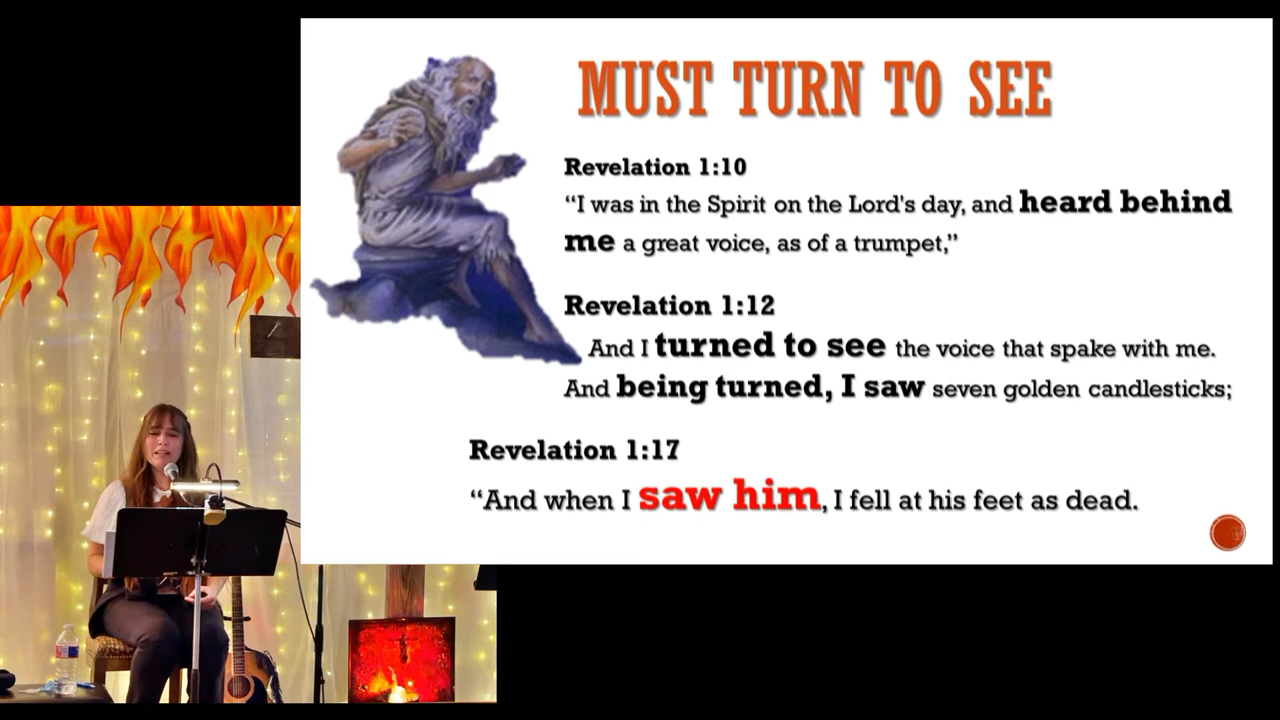 MUST TURN TO SEE
Revelation 1:10
“I was in the Spirit on the Lord's day, and heard behind
me a great voice, as of a trumpet,”
Revelation 1:12
And I turned to see the voice that spake with me.
And being turned, I saw seven golden candlesticks;
Revelation 1:17
“And when I saw him, I fell at his feet as dead.